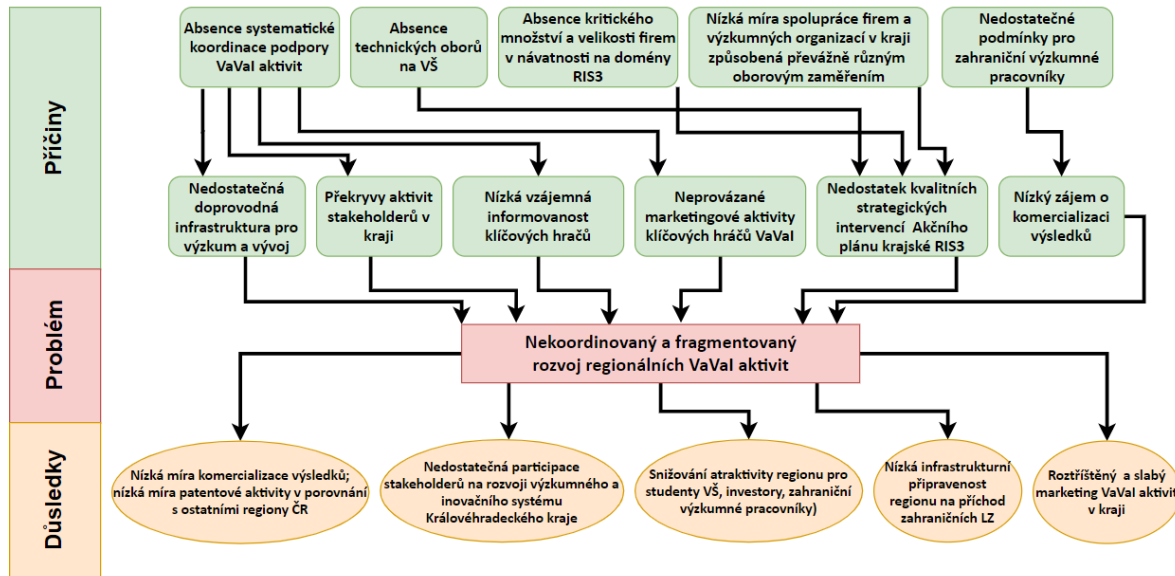 Příčiny
Absence systematické
koordinace podpory
VaVaI aktivit
Absence
technických oborů
na VŠ
Absence kritického
množství a velikosti firem
v návatnosti na domény
RIS3
Nízká míra spolupráce firem a
výzkumných organizací v kraji
způsobená převážně různým
oborovým zaměřením
Nedostatečné
podmínky pro
zahraniční výzkumné
pracovníky
Nedostatečná
doprovodná
infrastruktura pro
výzkum a vývoj
Překryvy aktivit
stakeholderů v
kraji
Nízká vzájemná
informovanost
klíčových hračů
Neprovázané
marketingové aktivity
klíčových hráčů VaVaI
Nedostatek kvalitních
strategických
intervencí Akčního
plánu krajské RIS3
Nízký zájem o
komercializaci
výsledků
Problém
Nekoordinovaný a fragmentovaný
rozvoj regionálních VaVaI aktivit
Důsledky
Nízká míra komercializace výsledků;
nízká míra patentové aktivity v porovnání
s ostatními regiony ČR
Nedostatečná participace
stakeholderů na rozvoji výzkumného a
inovačního systému
Královéhradeckého kraje
Snižování atraktivity regionu pro
studenty VŠ, investory, zahraniční
výzkumné pracovníky)
Nízká infrastrukturní
připravenost
regionu na příchod
zahraničních LZ
Roztříštěný a slabý
marketing VaVaI aktivit
v kraji